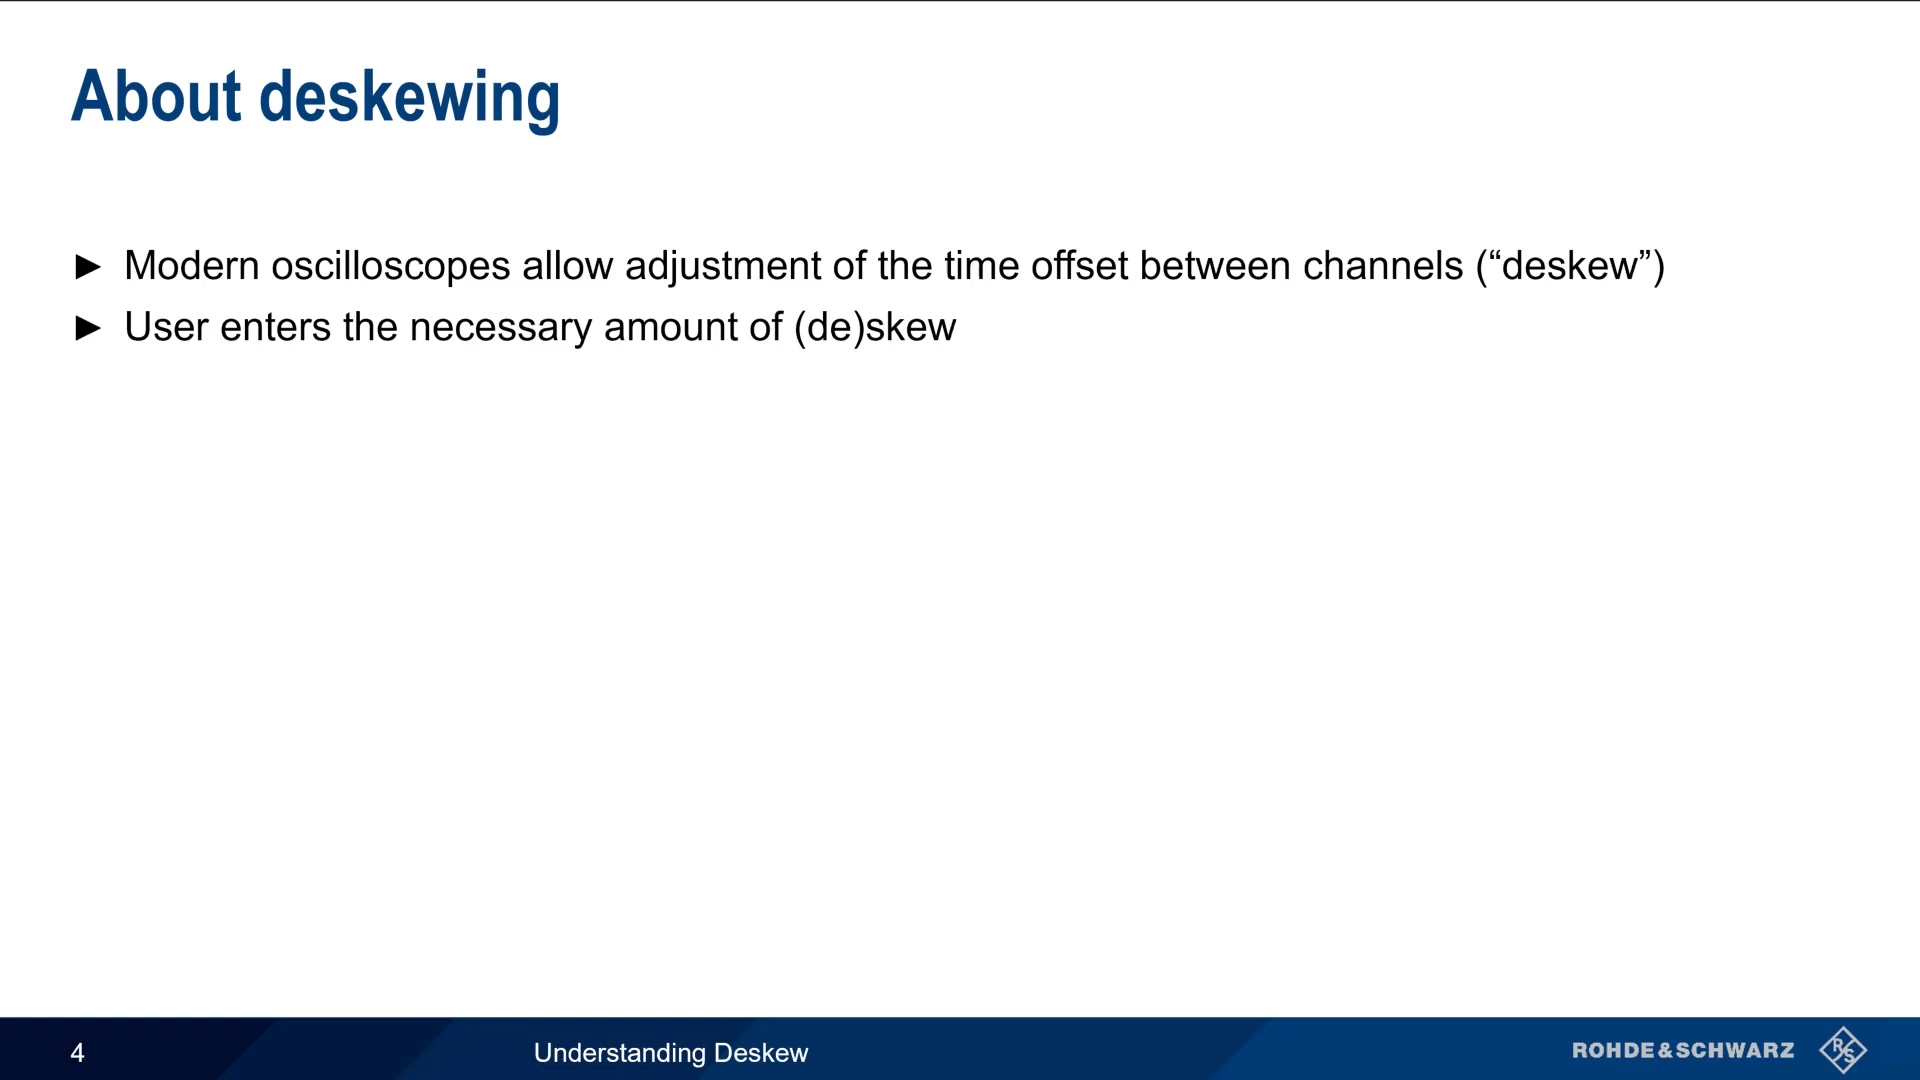 About deskewing
► Modern oscilloscopes allow adjustment of the time offset between channels (“deskew”)
► User enters the necessary amount of (de)skew
4
Understanding Deskew
ROHDE&SCHWARZ
R&S